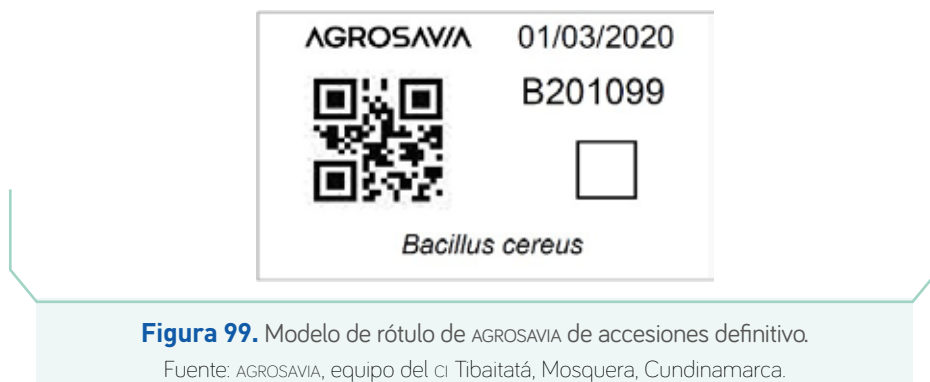 AGROSAVIA 01/03/2020
B201099
Bacillus cereus
Figura 99. Modelo de rótulo de AGROSAVIA de accesiones definitivo.
Fuente: AGROSAVIA, equipo del CI Tibaitatá, Mosquera, Cundinamarca.